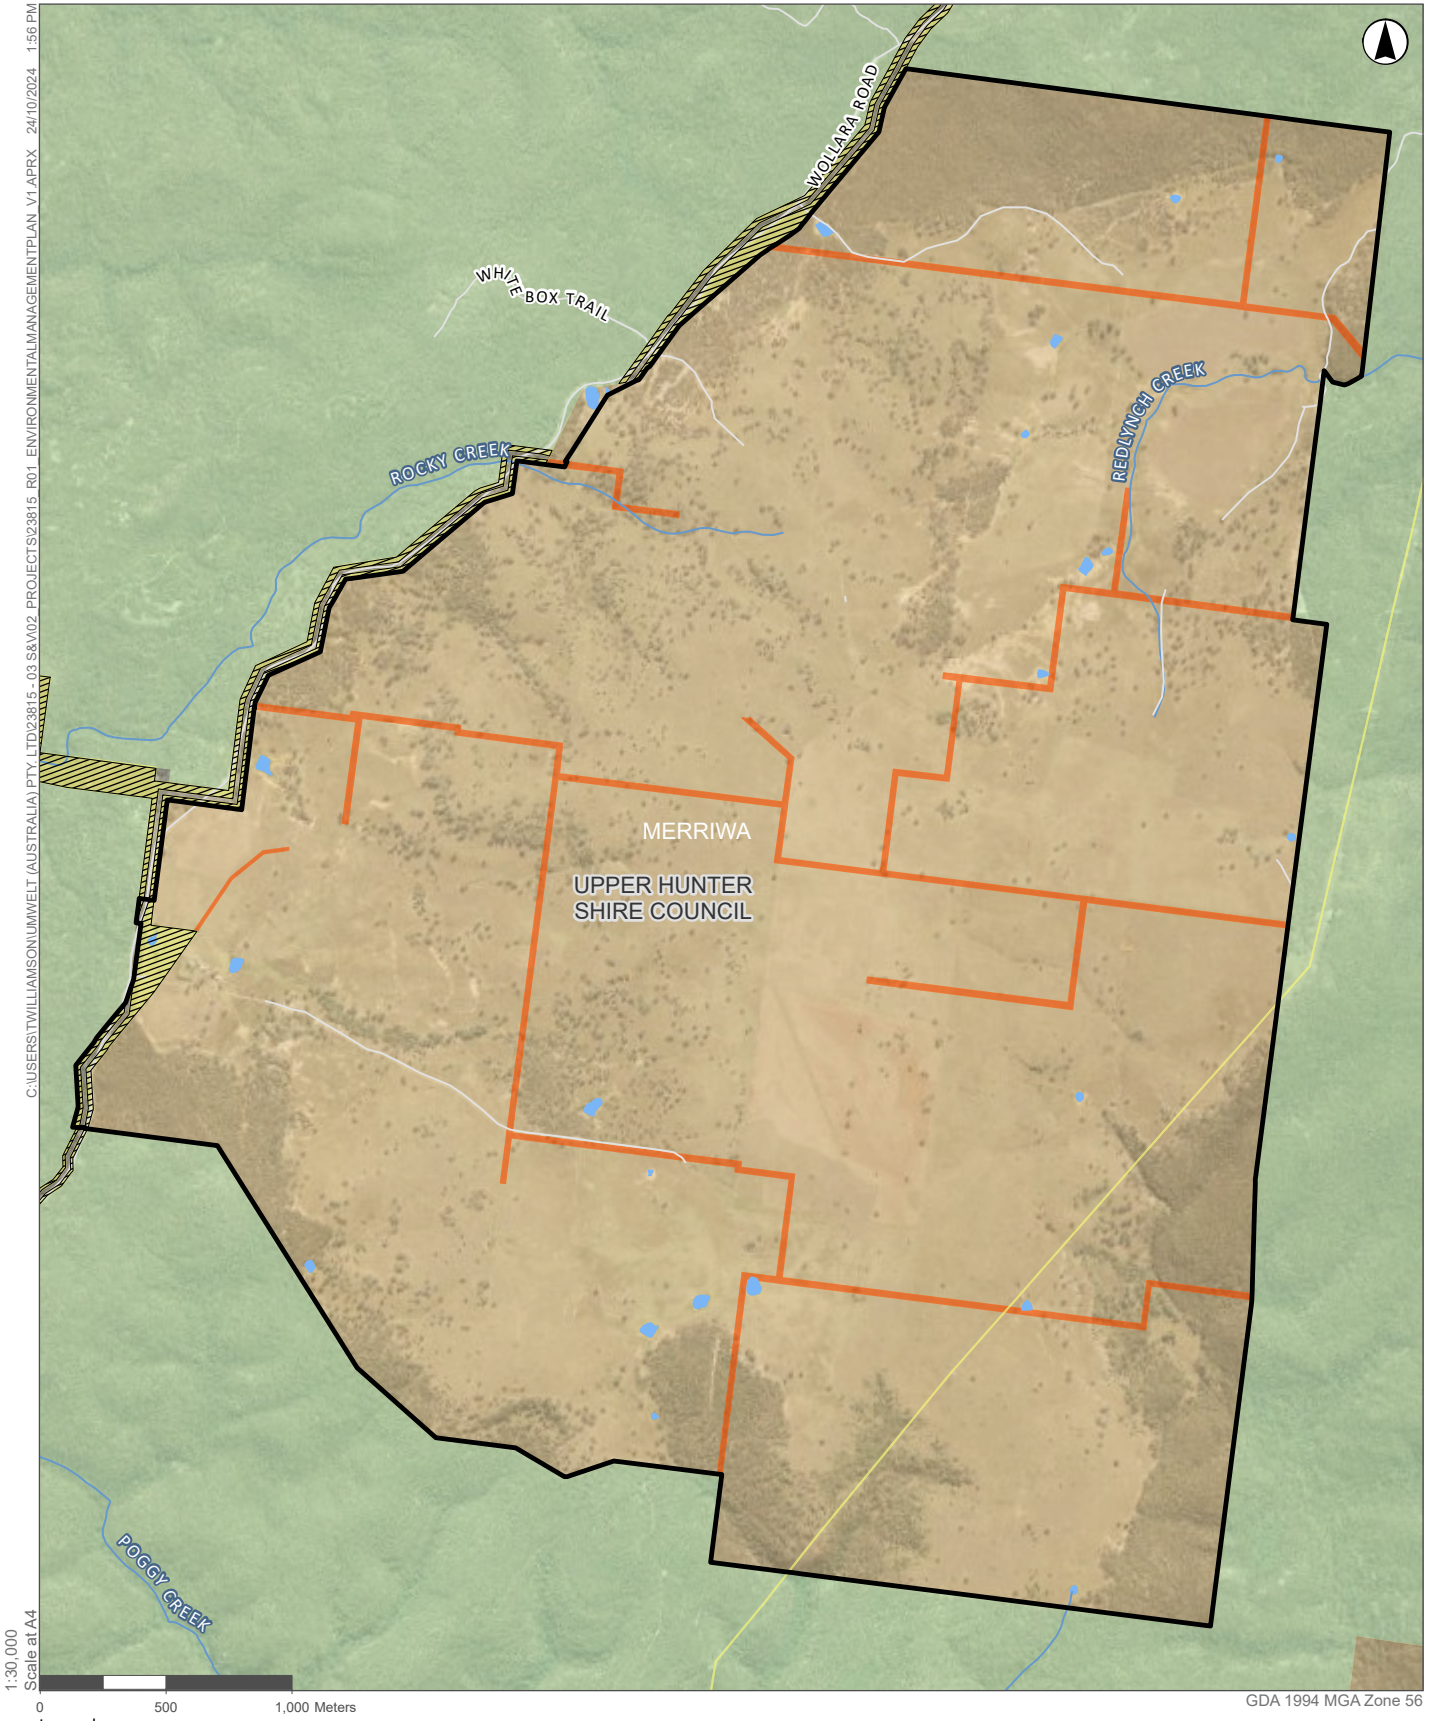 C:\USERS\TWILLIAMSON\UMWELT (AUSTRALIA) PTY. LTD\23815 - 03 S&V\02_PROJECTS\23815_R01_ENVIRONMENTALMANAGEMENTPLAN_V1.APRX 24/10/2024 1:56 PM
WOLLARA ROAD
WHITE BOX TRAIL
REDLYNCH CREEK
ROCKY CREEK
MERRIWA
UPPER HUNTER
SHIRE COUNCIL
POGGY CREEK
1:30,000
Scale at A4
0 500 1,000 Meters
GDA 1994 MGA Zone 56